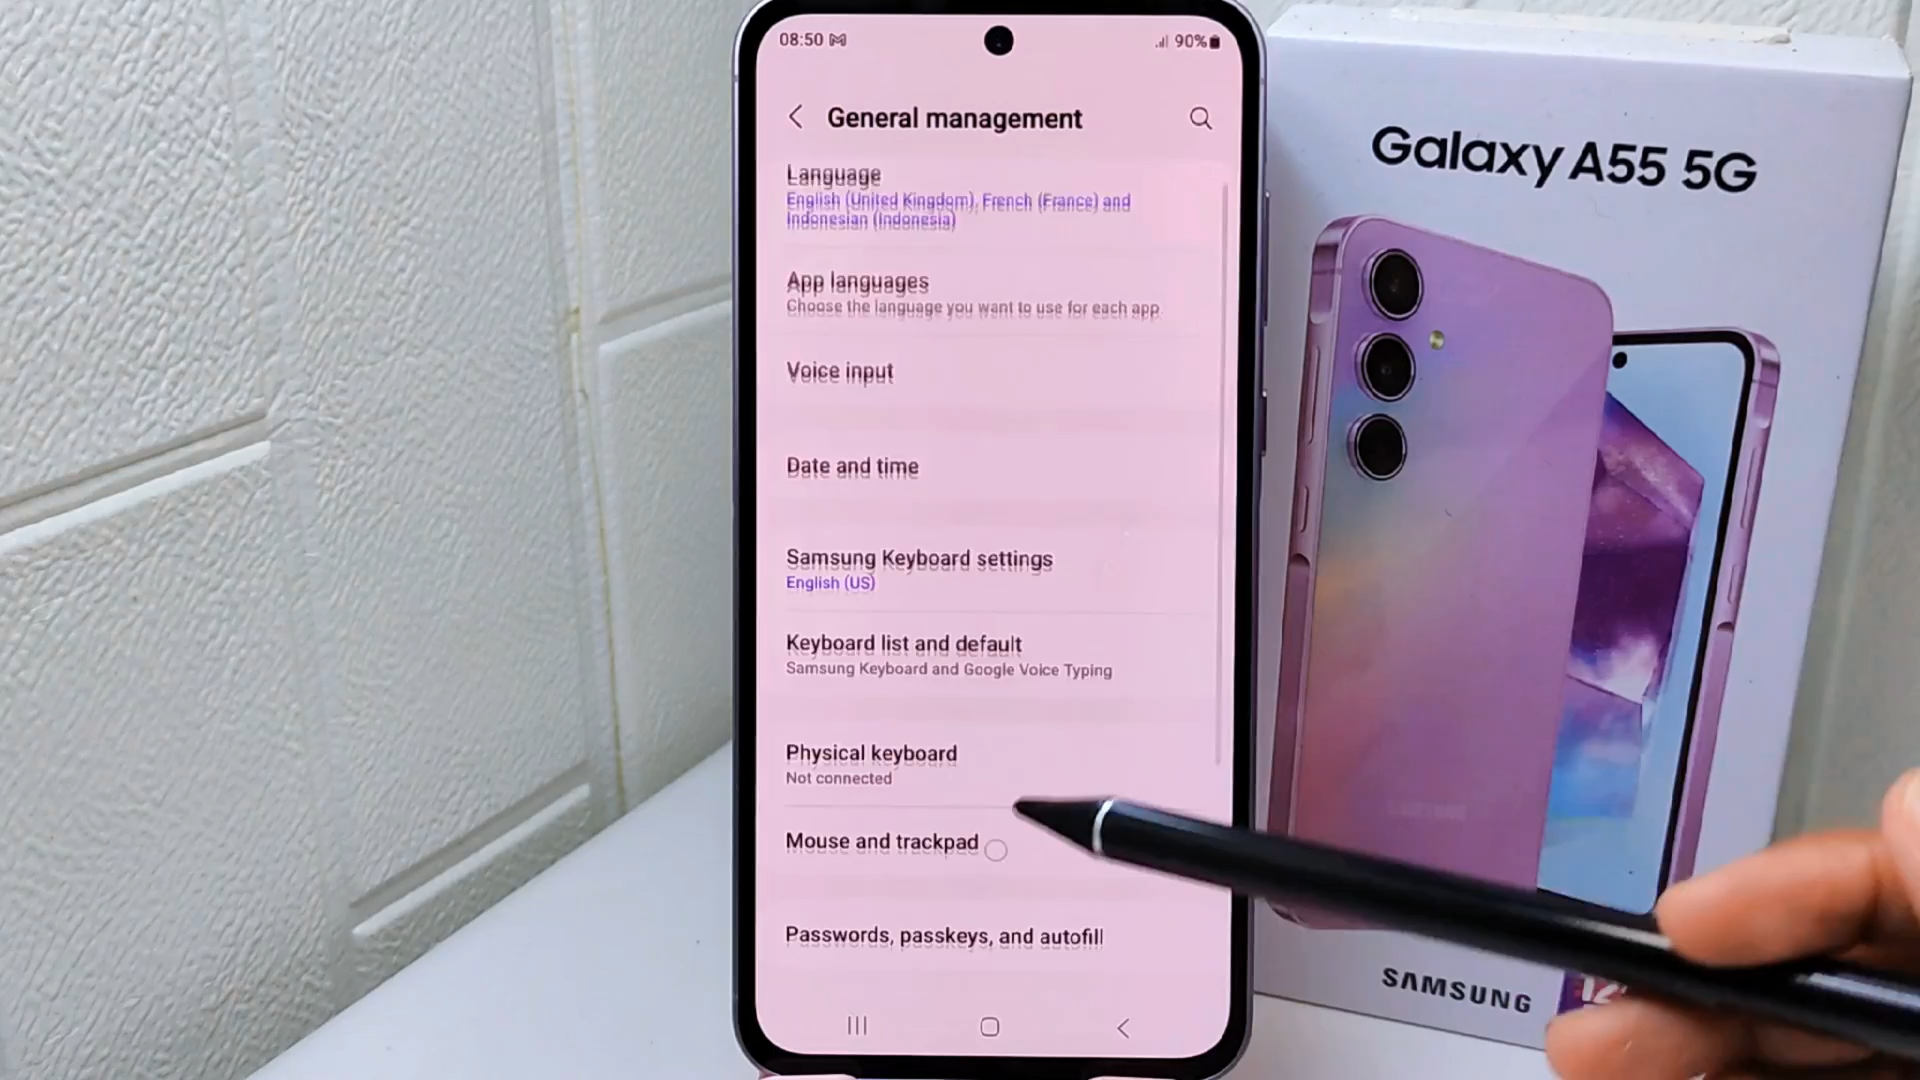 08:50
90%
General management
Language
English (United Kingdom), French (France) and
Indonesian (Indonesia)
App languages
Choose the language you want to use for each app
Voice input
Date and time
Samsung Keyboard settings
English (US)
Keyboard list and default
Samsung Keyboard and Google Voice Typing
Physical keyboard
Not connected
Mouse and trackpad
Passwords, passkeys, and autofill
Galaxy A55 5G
SAMSUNG